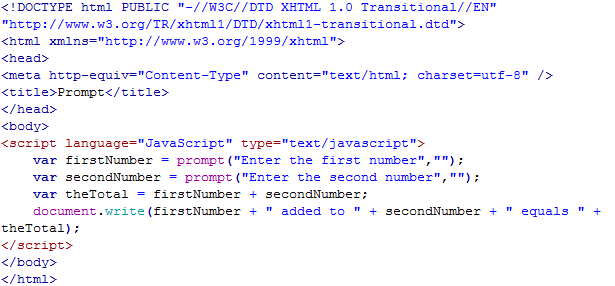 <!DOCTYPE html PUBLIC "-//W3C//DTD XHTML 1.0 Transitional//EN"
"http://www.w3.org/TR/xhtml1/DTD/xhtml1-transitional.dtd">
<html xmlns="http://www.w3.org/1999/xhtml">
<head>
<meta http-equiv="Content-Type" content="text/html; charset=utf-8" />
<title>Prompt</title>
</head>
<body>
<script language="JavaScript" type="text/javascript">
    var firstNumber = prompt("Enter the first number","");
    var secondNumber = prompt("Enter the second number","");
    var theTotal = firstNumber + secondNumber;
    document.write(firstNumber + " added to " + secondNumber + " equals " +
theTotal);
</script>
</body>
</html>